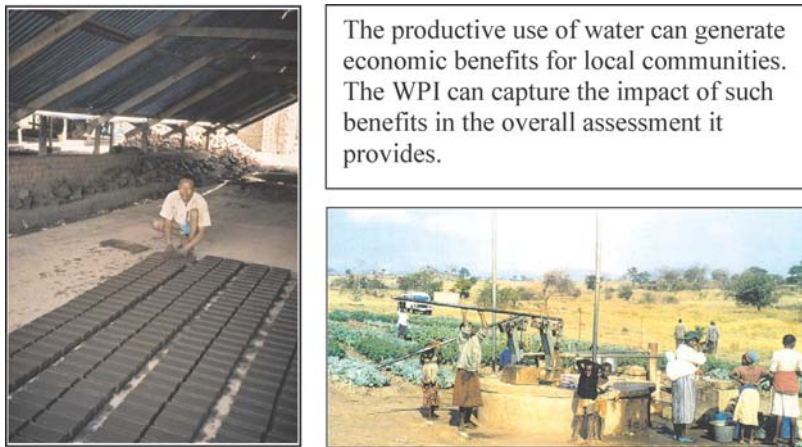 The productive use of water can generate
economic benefits for local communities.
The WPI can capture the impact of such
benefits in the overall assessment it
provides.